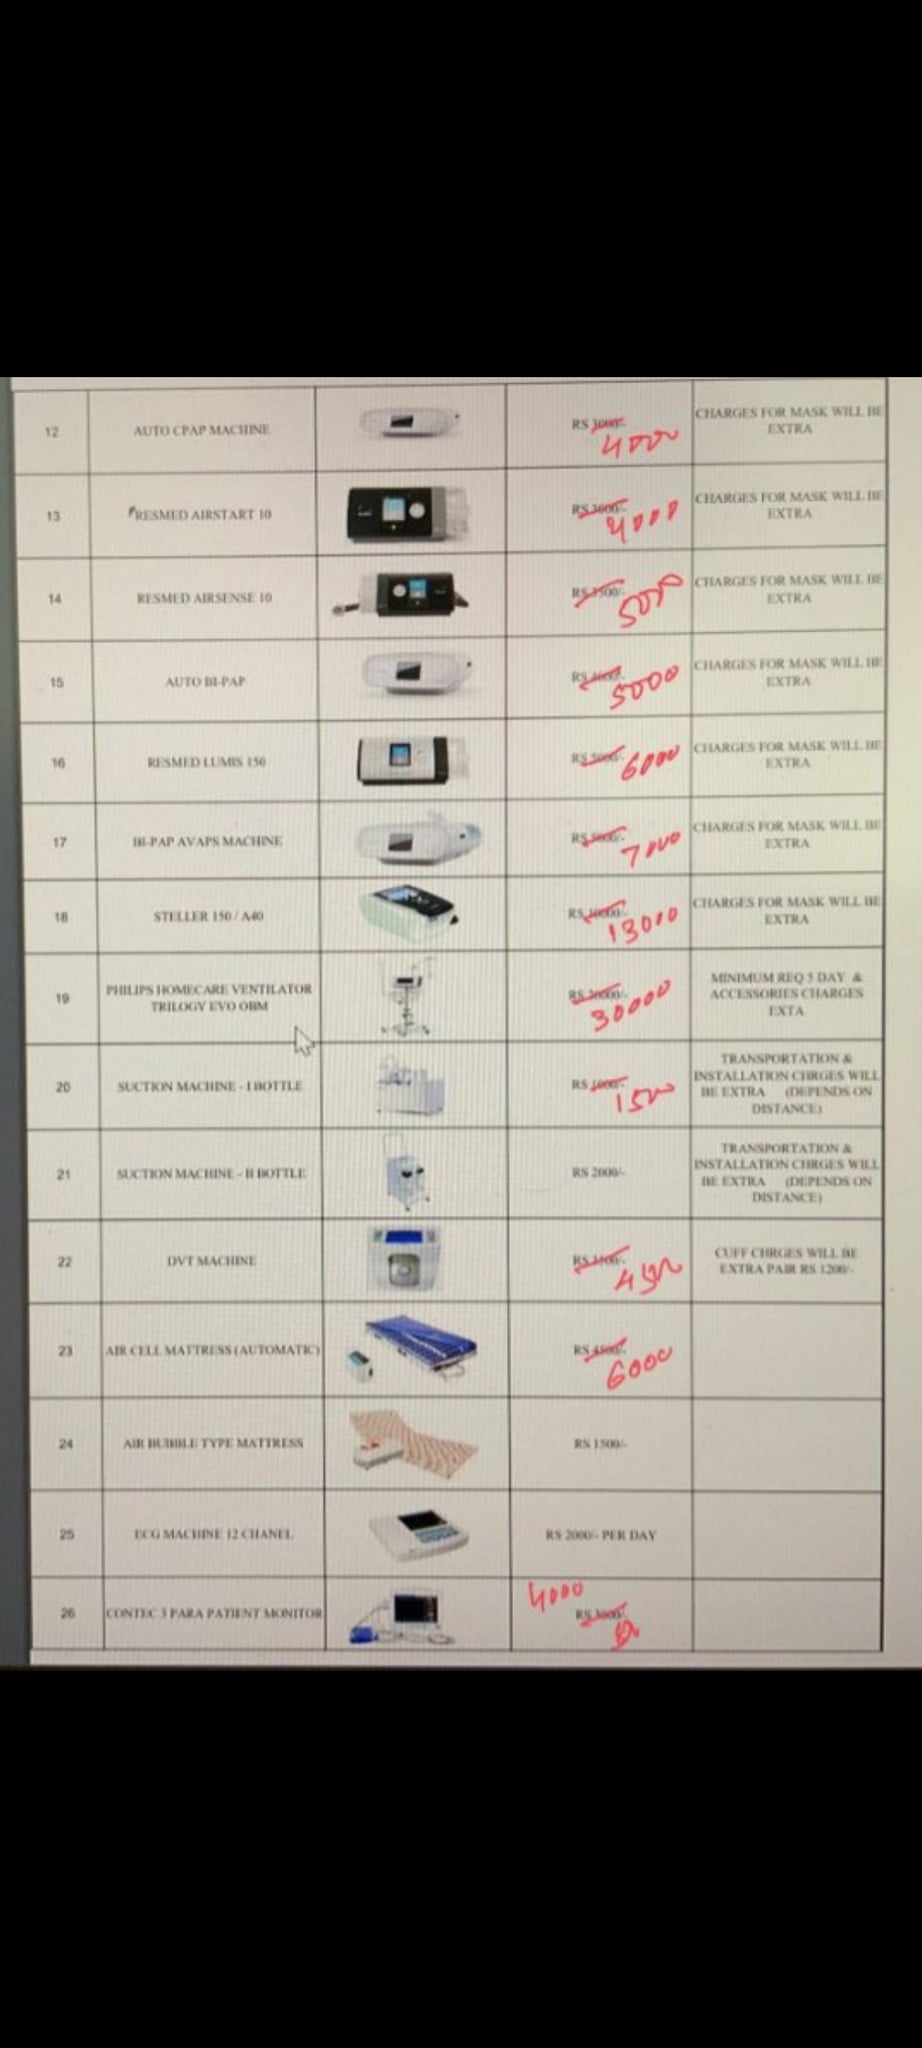 12
AUTO CPAP MACHINE
RS 3000/-
4000
CHARGES FOR MASK WILL BE
EXTRA
13
RESMED AIRSTART 10
RS 3000/-
4000
CHARGES FOR MASK WILL BE
EXTRA
14
RESMED AIRSENSE 10
RS 3500/-
5000
CHARGES FOR MASK WILL BE
EXTRA
15
AUTO BI-PAP
RS
5000
CHARGES FOR MASK WILL BE
EXTRA
16
RESMED LUMIS 150
RS 5000/-
6000
CHARGES FOR MASK WILL BE
EXTRA
17
BI-PAP AVAPS MACHINE
RS
7000
CHARGES FOR MASK WILL BE
EXTRA
18
STELLER 150 / A40
RS 10000/-
13000
CHARGES FOR MASK WILL BE
EXTRA
19
PHILIPS HOMECARE VENTILATOR
TRILOGY EVO OBM
RS
30000
MINIMUM REQ 5 DAY &
ACCESSORIES CHARGES
EXTA
20
SUCTION MACHINE - I BOTTLE
RS 1000/-
1500
TRANSPORTATION &
INSTALLATION CHRGES WILL
BE EXTRA (DEPENDS ON
DISTANCE)
21
SUCTION MACHINE - II BOTTLE
RS 2000/-
TRANSPORTATION &
INSTALLATION CHRGES WILL
BE EXTRA (DEPENDS ON
DISTANCE)
22
DVT MACHINE
RS 3500/-
4500
CUFF CHRGES WILL BE
EXTRA PAIR RS 1200/-
23
AIR CELL MATTRESS (AUTOMATIC)
RS 4500/-
6000
24
AIR BUBBLE TYPE MATTRESS
RS 1500/-
25
ECG MACHINE 12 CHANEL
RS 2000/- PER DAY
26
CONTEC 3 PARA PATIENT MONITOR
4000
RS 3000/-